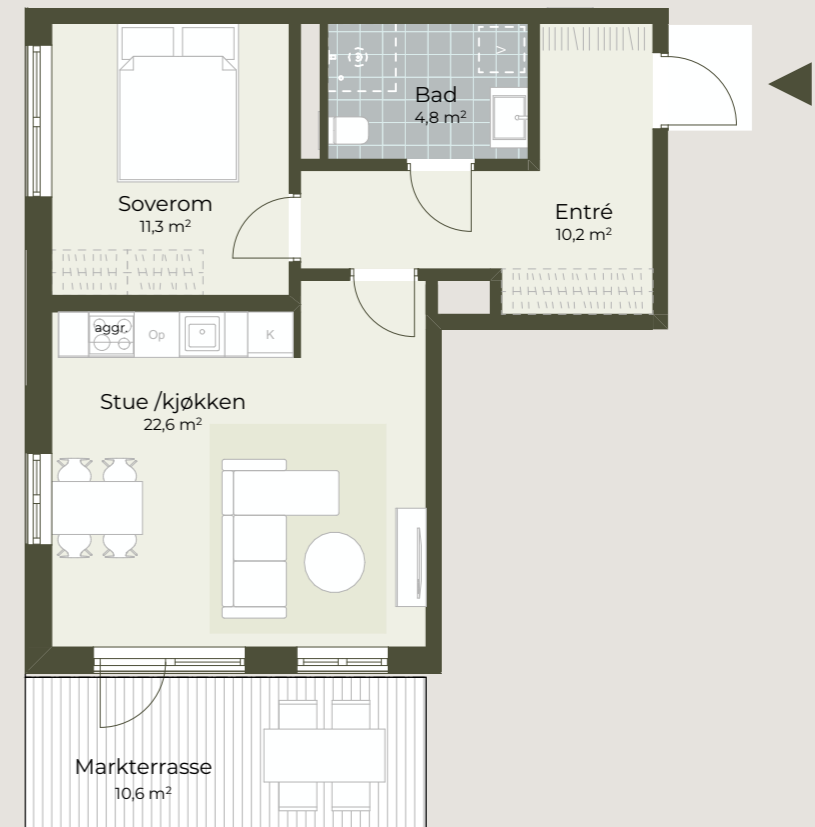 Bad
4,8 m²
V
Soverom
11,3 m²
Entré
10,2 m²
aggr.
Op
K
Stue /kjøkken
22,6 m²
Markterrasse
10,6 m²